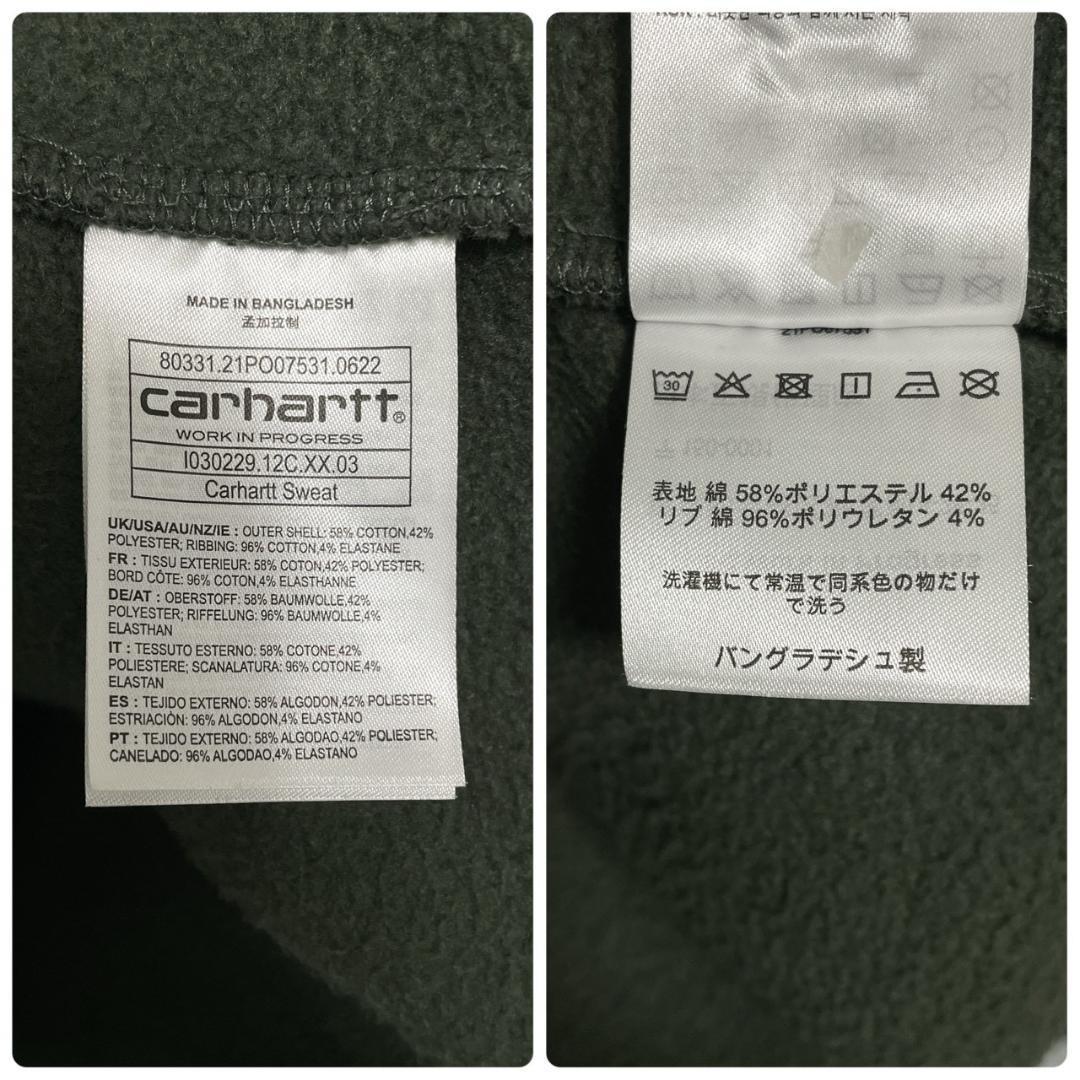 MADE IN BANGLADESH
孟加拉制
80331.21PO07531.0622
carhartt®
WORK IN PROGRESS
I030229.12C.XX.03
Carhartt Sweat
UK/USA/AU/NZ/IE : OUTER SHELL: 58% COTTON,42%
POLYESTER; RIBBING: 96% COTTON,4% ELASTANE
FR : TISSU EXTERIEUR: 58% COTON,42% POLYESTER;
BORD CÔTE: 96% COTON,4% ELASTHANNE
DE/AT : OBERSTOFF: 58% BAUMWOLLE,42%
POLYESTER; RIFFELUNG: 96% BAUMWOLLE,4%
ELASTHAN
IT : TESSUTO ESTERNO: 58% COTONE,42%
POLIESTERE; SCANALATURA: 96% COTONE,4%
ELASTAN
ES : TEJIDO EXTERNO: 58% ALGODON,42% POLIESTER;
ESTRIACIÒN: 96% ALGODON,4% ELASTANO
PT : TEJIDO EXTERNO: 58% ALGODAO,42% POLIESTER;
CANELADO: 96% ALGODAO,4% ELASTANO
30
表地 綿 58%ポリエステル 42%
リブ 綿 96%ポリウレタン 4%
洗濯機にて常温で同系色の物だけ
で洗う
バングラデシュ製